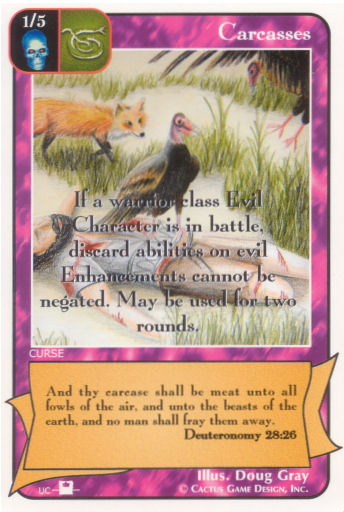 1/5
Carcasses
If a warrior class Evil
Character is in battle,
discard abilities on evil
Enhancements cannot be
negated. May be used for two
rounds.
CURSE
And thy carcase shall be meat unto all
fowls of the air, and unto the beasts of the
earth, and no man shall fray them away.
Deuteronomy 28:26
Illus. Doug Gray
UC
© CACTUS GAME DESIGN, INC.